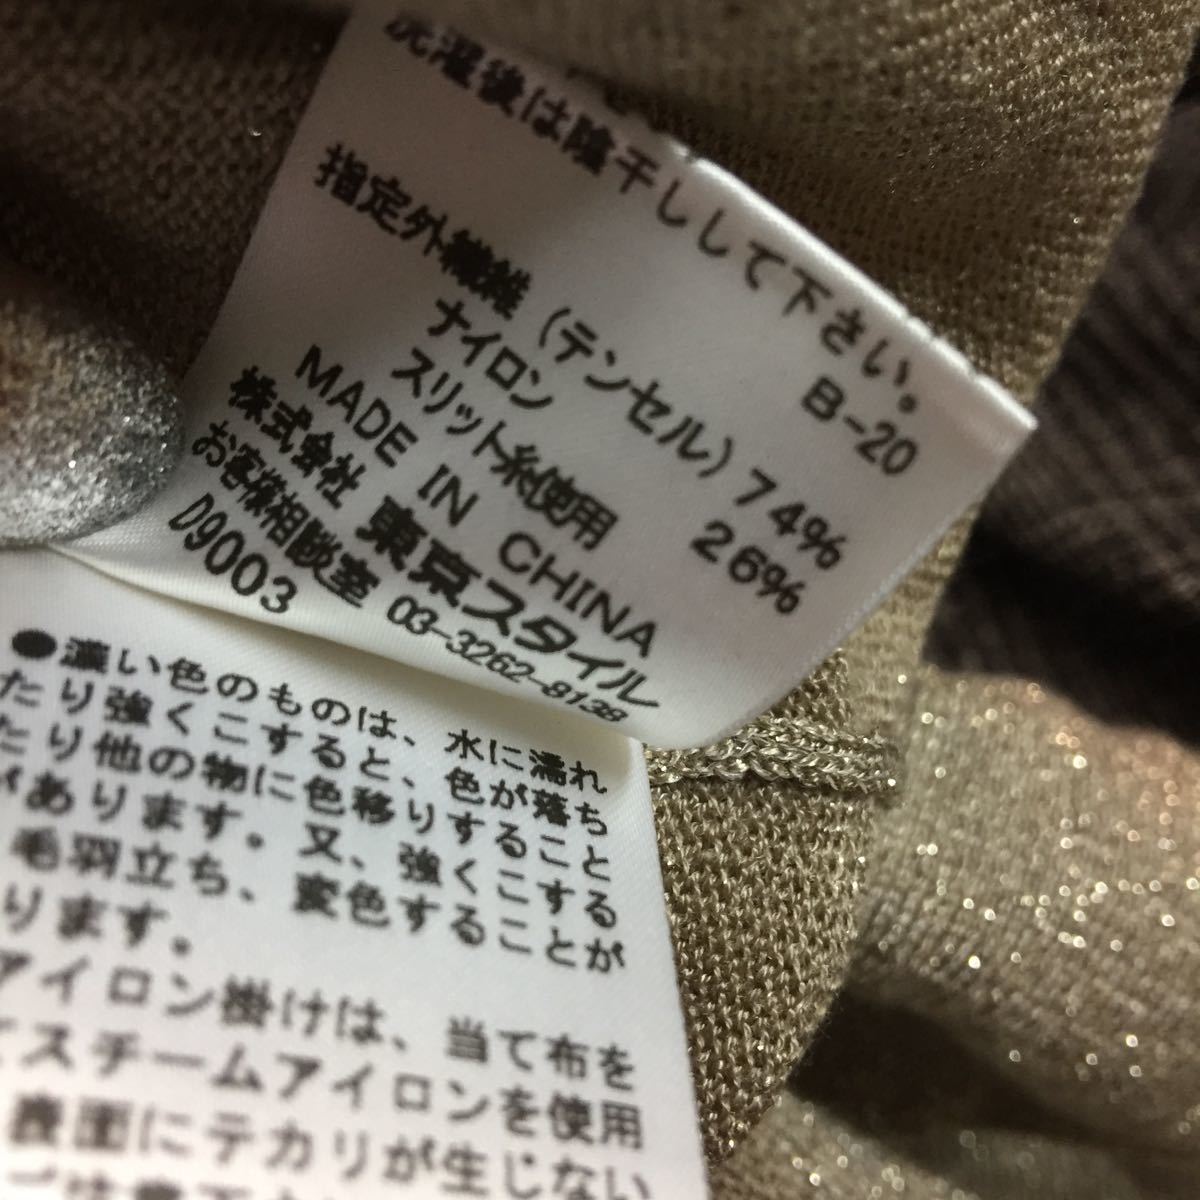 洗濯後は陰干しして下さい。
B-20
指定外繊維(テンセル)74%
ナイロン 26%
スリット糸使用
MADE IN CHINA
株式会社 東京スタイル
お客様相談室 03-3262-8138
D9003
●濃い色のものは、水に濡れ
たり強くこすると、色が落ち
たり他の物に色移りすること
があります。又、強くこする
毛羽立ち、変色することが
ります。
アイロン掛けは、当て布を
てスチームアイロンを使用
表面にテカリが生じない